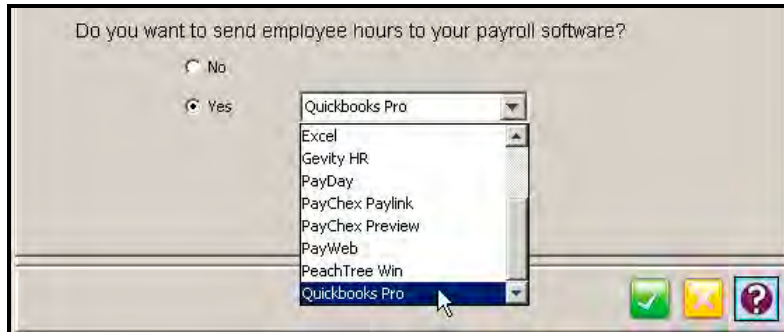 Do you want to send employee hours to your payroll software?
No
Yes
Quickbooks Pro
Excel
Gevity HR
PayDay
PayChex Paylink
PayChex Preview
PayWeb
PeachTree Win
Quickbooks Pro
?